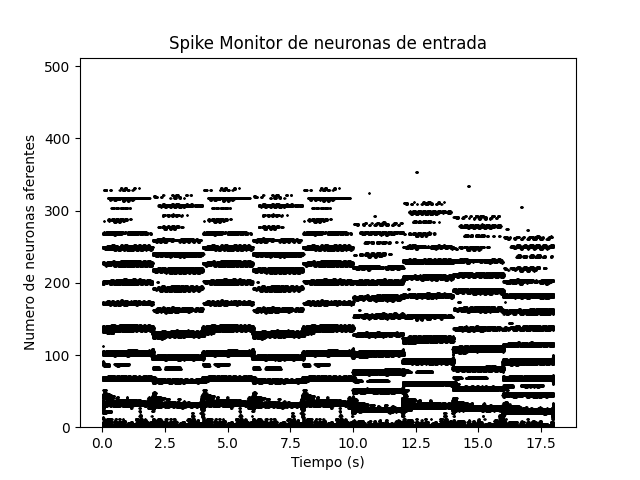 Spike Monitor de neuronas de entrada
Numero de neuronas aferentes
500
400
300
200
100
0
0.0 2.5 5.0 7.5 10.0 12.5 15.0 17.5
Tiempo (s)